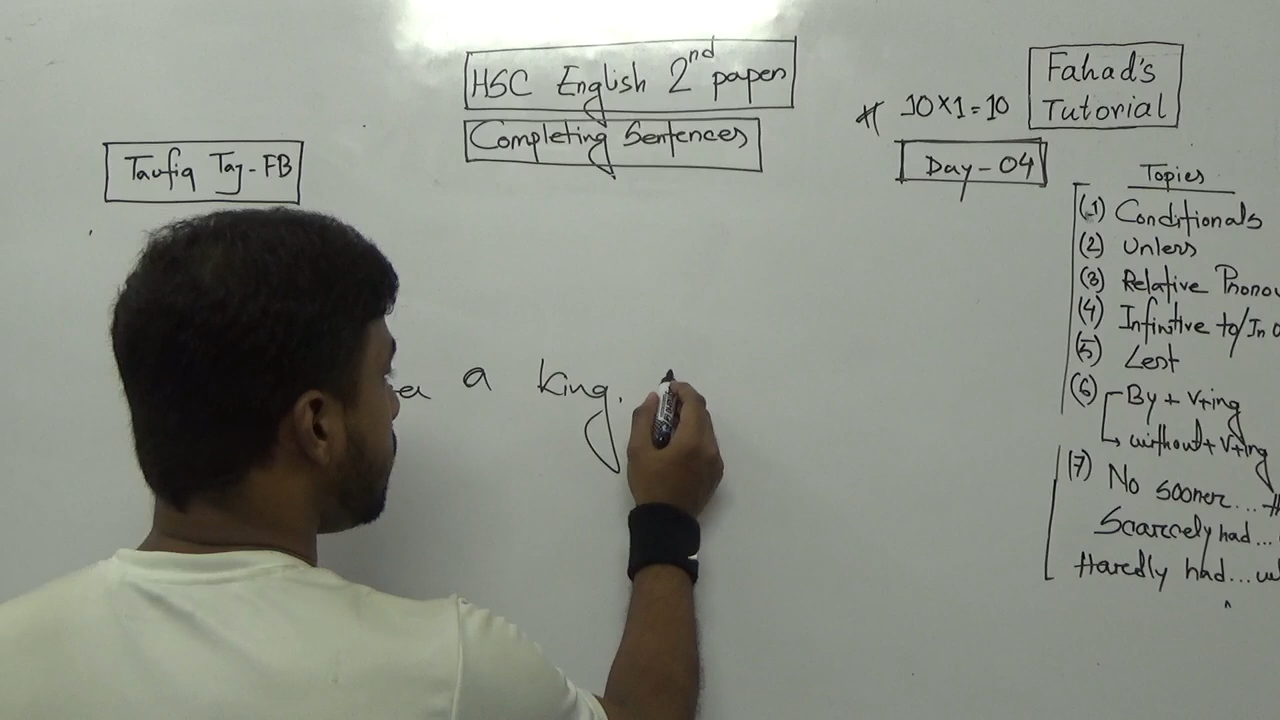 HSC English 2nd paper
Completing Sentences
Taufiq Taj-FB
* 10×1=10
Fahad's
Tutorial
Day-04
Topics
(1) Conditionals
(2) Unless
(3) Relative
(4) Infinitive to/In
(5) Lest
(6) By + V+ing
without + V+ing
(7) No sooner...
Scarcely had...
Hardly had...
a King.